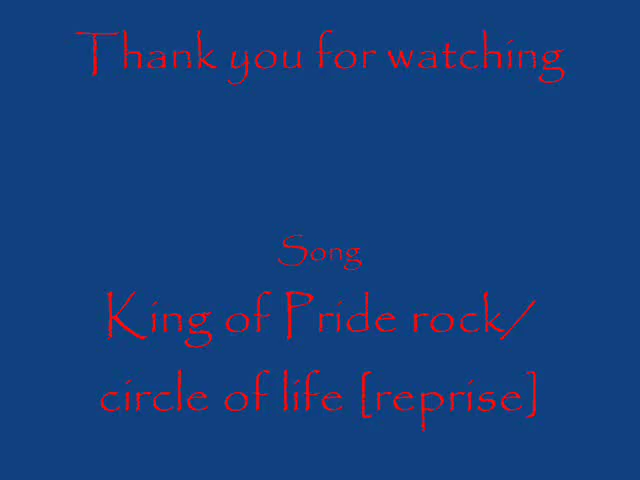 Thank you for watching
Song
King of Pride rock/
circle of life [reprise]